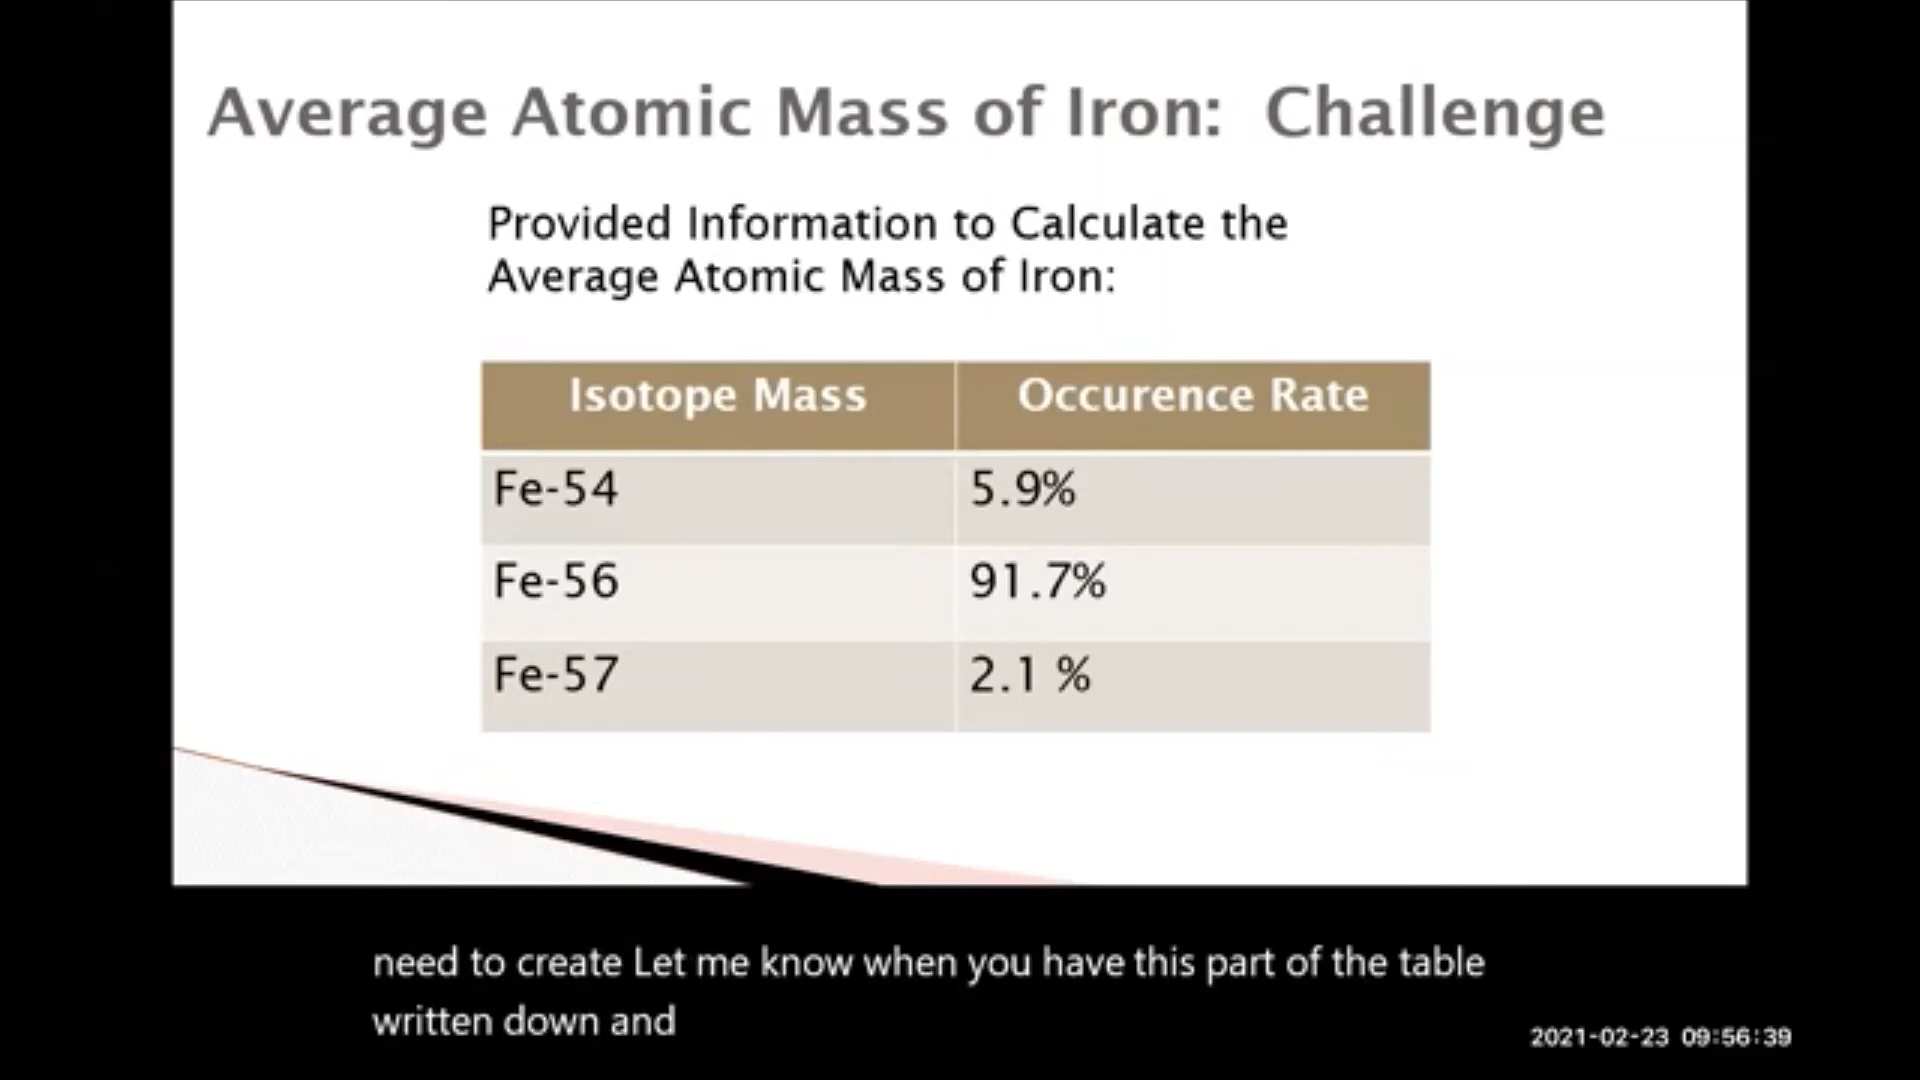 Average Atomic Mass of Iron: Challenge
Provided Information to Calculate the
Average Atomic Mass of Iron:
Isotope Mass Occurence Rate
Fe-54 5.9%
Fe-56 91.7%
Fe-57 2.1 %
need to create Let me know when you have this part of the table
written down and
2021-02-23 09:56:39